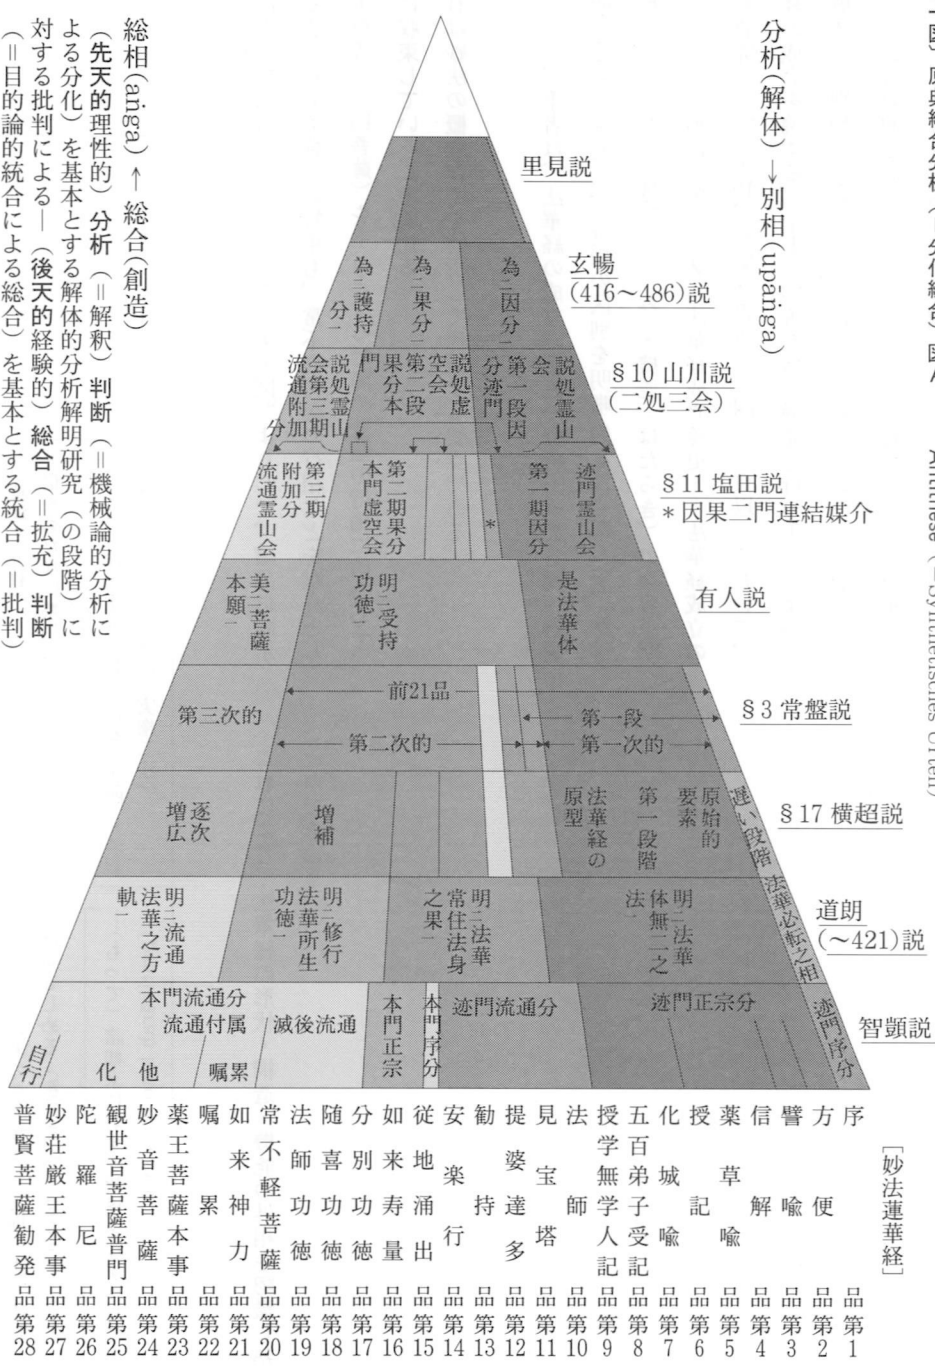 分析(解体)→別相(upāṅga)
総相(aṅga)←総合(創造)
(先天的理性的)分析(=解釈)判断(=機械論的分析に
よる分化)を基本とする解体的分析解明研究(の段階)に
対する批判による―(後天的経験的)総合(=拡充)判断
(=目的論的統合による総合)を基本とする統合(=批判)
里見説
玄暢
(416～486)説
為二因分一
為二果分一
為二護持
分一
§10 山川説
(二処三会)
説処霊山
会
第一段因
分迹門
説処虚
空会
第二段
果分本
門
説処霊山
会第三期
流通附加
分
§11 塩田説
*因果二門連結媒介
迹門霊山会
第一期因分
*
第二期果分
本門虚空会
第三期
附加分
流通霊山会
有人説
是法華体
明二受持
功徳一
美二菩薩
本願一
§3 常盤説
前21品
第一段
第一次的
第二次的
第三次的
§17 横超説
遅い段階
原始的
要素
第一段階
法華経の
原型
増補
逐次
増広
道朗
(～421)説
法華必転之相
明二法華
体無二之
法一
明二法華
常住法身
之果一
明二修行
法華所生
功徳一
明二流通
法華之方
軌一
智顗説
迹門序分
迹門正宗分
迹門流通分
本門序分
本門正宗
本門流通分
流通付属
滅後流通
嘱累
化他
自行
[妙法蓮華経]
序品第1
方便品第2
譬喩品第3
信解品第4
薬草喩品第5
授記品第6
化城喩品第7
五百弟子受記品第8
授学無学人記品第9
法師品第10
見宝塔品第11
提婆達多品第12
勧持品第13
安楽行品第14
従地涌出品第15
如来寿量品第16
分別功徳品第17
随喜功徳品第18
法師功徳品第19
常不軽菩薩品第20
如来神力品第21
嘱累品第22
薬王菩薩本事品第23
妙音菩薩品第24
観世音菩薩普門品第25
陀羅尼品第26
妙荘厳王本事品第27
普賢菩薩勧発品第28